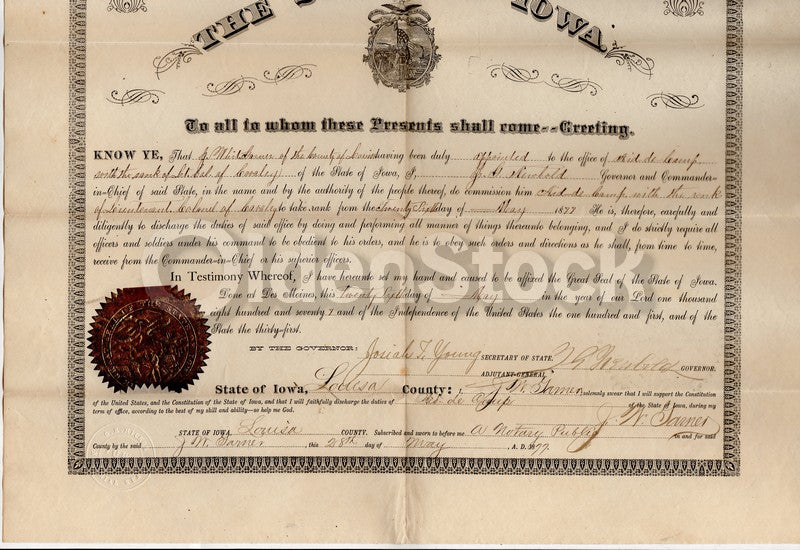 THE S IOWA.
To all to whom these Presents shall come--Greeting.
KNOW YE, That J. Whit Garner of the County of Louisa having been duly appointed to the office of Aid de Camp
with the rank of Lt. Col. of Cavalry of the State of Iowa, I, J. G. Newbold Governor and Commander-
in-Chief of said State, in the name and by the authority of the people thereof, do commission him Aid de Camp with the rank
of Lieutenant Colonel of Cavalry to take rank from the Twenty Fifth day of May 1877 He is, therefore, carefully and
diligently to discharge the duties of said office by doing and performing all manner of things thereunto belonging, and I do strictly require all
officers and soldiers under his command to be obedient to his orders, and he is to obey such orders and directions as he shall, from time to time,
receive from the Commander-in-Chief or his superior officers.
In Testimony Whereof, I have hereunto set my hand and caused to be affixed the Great Seal of the State of Iowa.
Done at Des Moines, this twenty fifth day of May in the year of our Lord one thousand
eight hundred and seventy 7 and of the Independence of the United States the one hundred and first, and of the
State the thirty-first.
BY THE GOVERNOR: Josiah T. Young SECRETARY OF STATE. J G Newbold GOVERNOR.
ADJUTANT-GENERAL.
State of Iowa, Louisa County: I, J. W. Garner solemnly swear that I will support the Constitution
of the United States, and the Constitution of the State of Iowa, and that I will faithfully discharge the duties of Aid de Camp of the State of Iowa, during my
term of office, according to the best of my skill and ability--so help me God. J. W. Garner
STATE OF IOWA, Louisa COUNTY. Subscribed and sworn to before me A Notary Public in and for said
County by the said J W. Garner, this 28th day of May, A. D. 1877.
GoldenStock